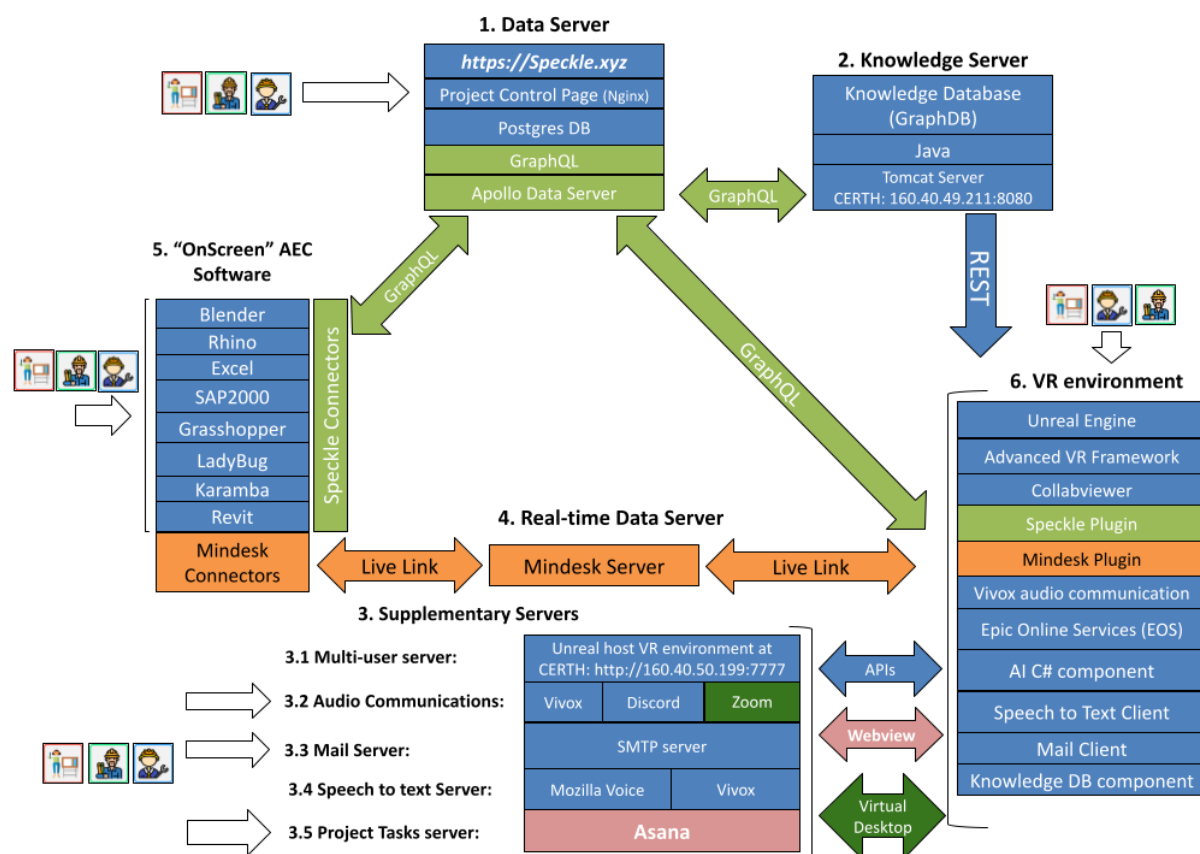 1. Data Server
https://Speckle.xyz
Project Control Page (Nginx)
Postgres DB
GraphQL
Apollo Data Server
2. Knowledge Server
Knowledge Database
(GraphDB)
Java
Tomcat Server
CERTH: 160.40.49.211:8080
GraphQL
GraphQL
GraphQL
REST
5. “OnScreen” AEC
Software
Blender
Rhino
Excel
SAP2000
Grasshopper
LadyBug
Karamba
Revit
Mindesk
Connectors
Speckle Connectors
4. Real-time Data Server
Live Link
Mindesk Server
Live Link
6. VR environment
Unreal Engine
Advanced VR Framework
Collabviewer
Speckle Plugin
Mindesk Plugin
Vivox audio communication
Epic Online Services (EOS)
AI C# component
Speech to Text Client
Mail Client
Knowledge DB component
3. Supplementary Servers
3.1 Multi-user server:
Unreal host VR environment at
CERTH: http://160.40.50.199:7777
3.2 Audio Communications:
Vivox
Discord
Zoom
3.3 Mail Server:
SMTP server
3.4 Speech to text Server:
Mozilla Voice
Vivox
3.5 Project Tasks server:
Asana
APIs
Webview
Virtual
Desktop